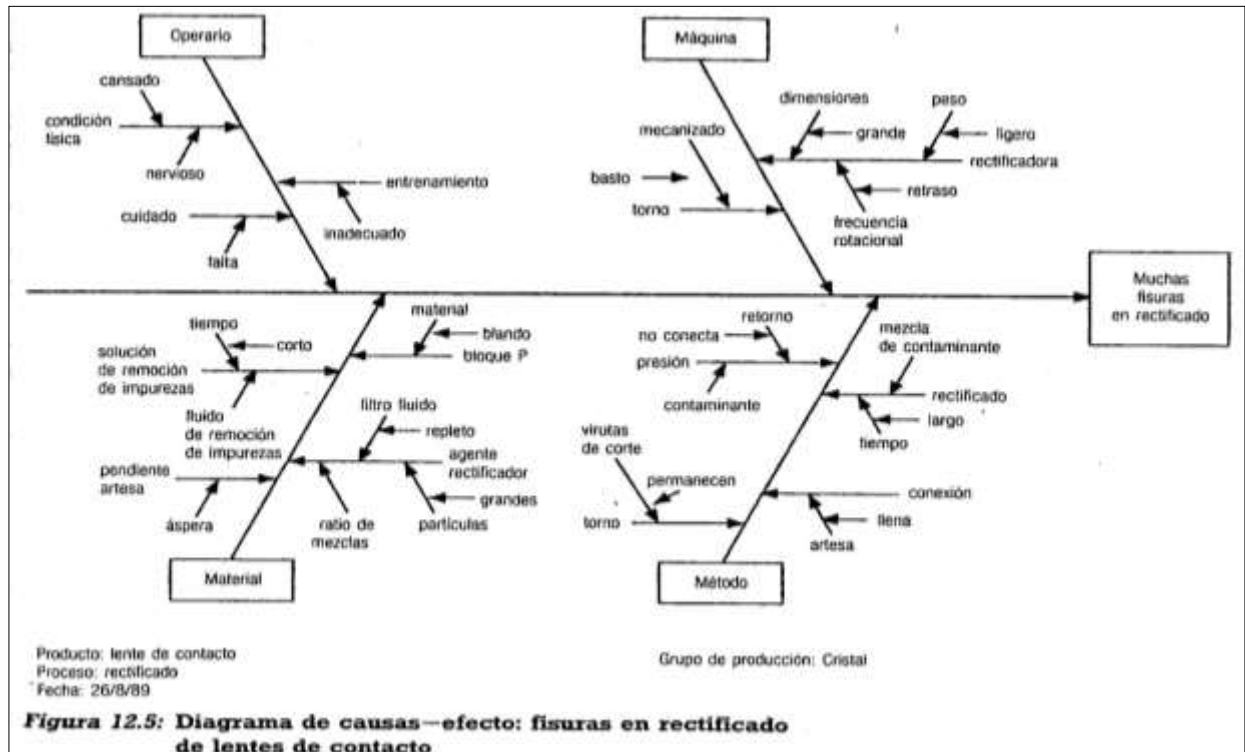 Operario
Máquina
cansado
condición
física
nervioso
entrenamiento
cuidado
inadecuado
falta
dimensiones
peso
mecanizado
grande
ligero
rectificadora
basto
retraso
torno
frecuencia
rotacional
Muchas
fisuras
en rectificado
tiempo
corto
solución
de remoción
de impurezas
material
blando
bloque P
fluido
de remoción
de impurezas
filtro fluido
repleto
agente
rectificador
pendiente
artesa
grandes
áspera
ratio de
mezclas
partículas
Material
retorno
no conecta
presión
contaminante
mezcla
de contaminante
rectificado
largo
tiempo
virutas
de corte
permanecen
conexión
llena
torno
artesa
Método
Producto: lente de contacto
Proceso: rectificado
Fecha: 26/8/89
Grupo de producción: Cristal
Figura 12.5: Diagrama de causas—efecto: fisuras en rectificado
de lentes de contacto